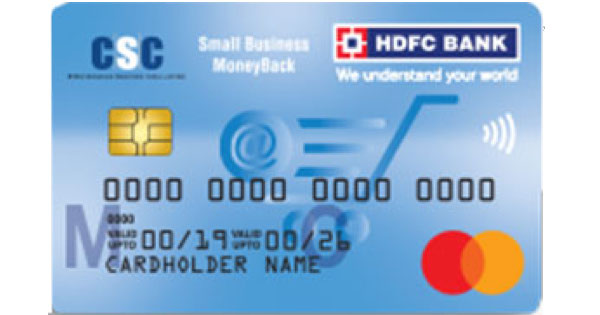 CSC
Small Business
MoneyBack
HDFC BANK
We understand your world
@
0000 0000 0000 0000
0000
VALID UPTO 00/19 VALID UPTO 00/26
CARDHOLDER NAME
M C